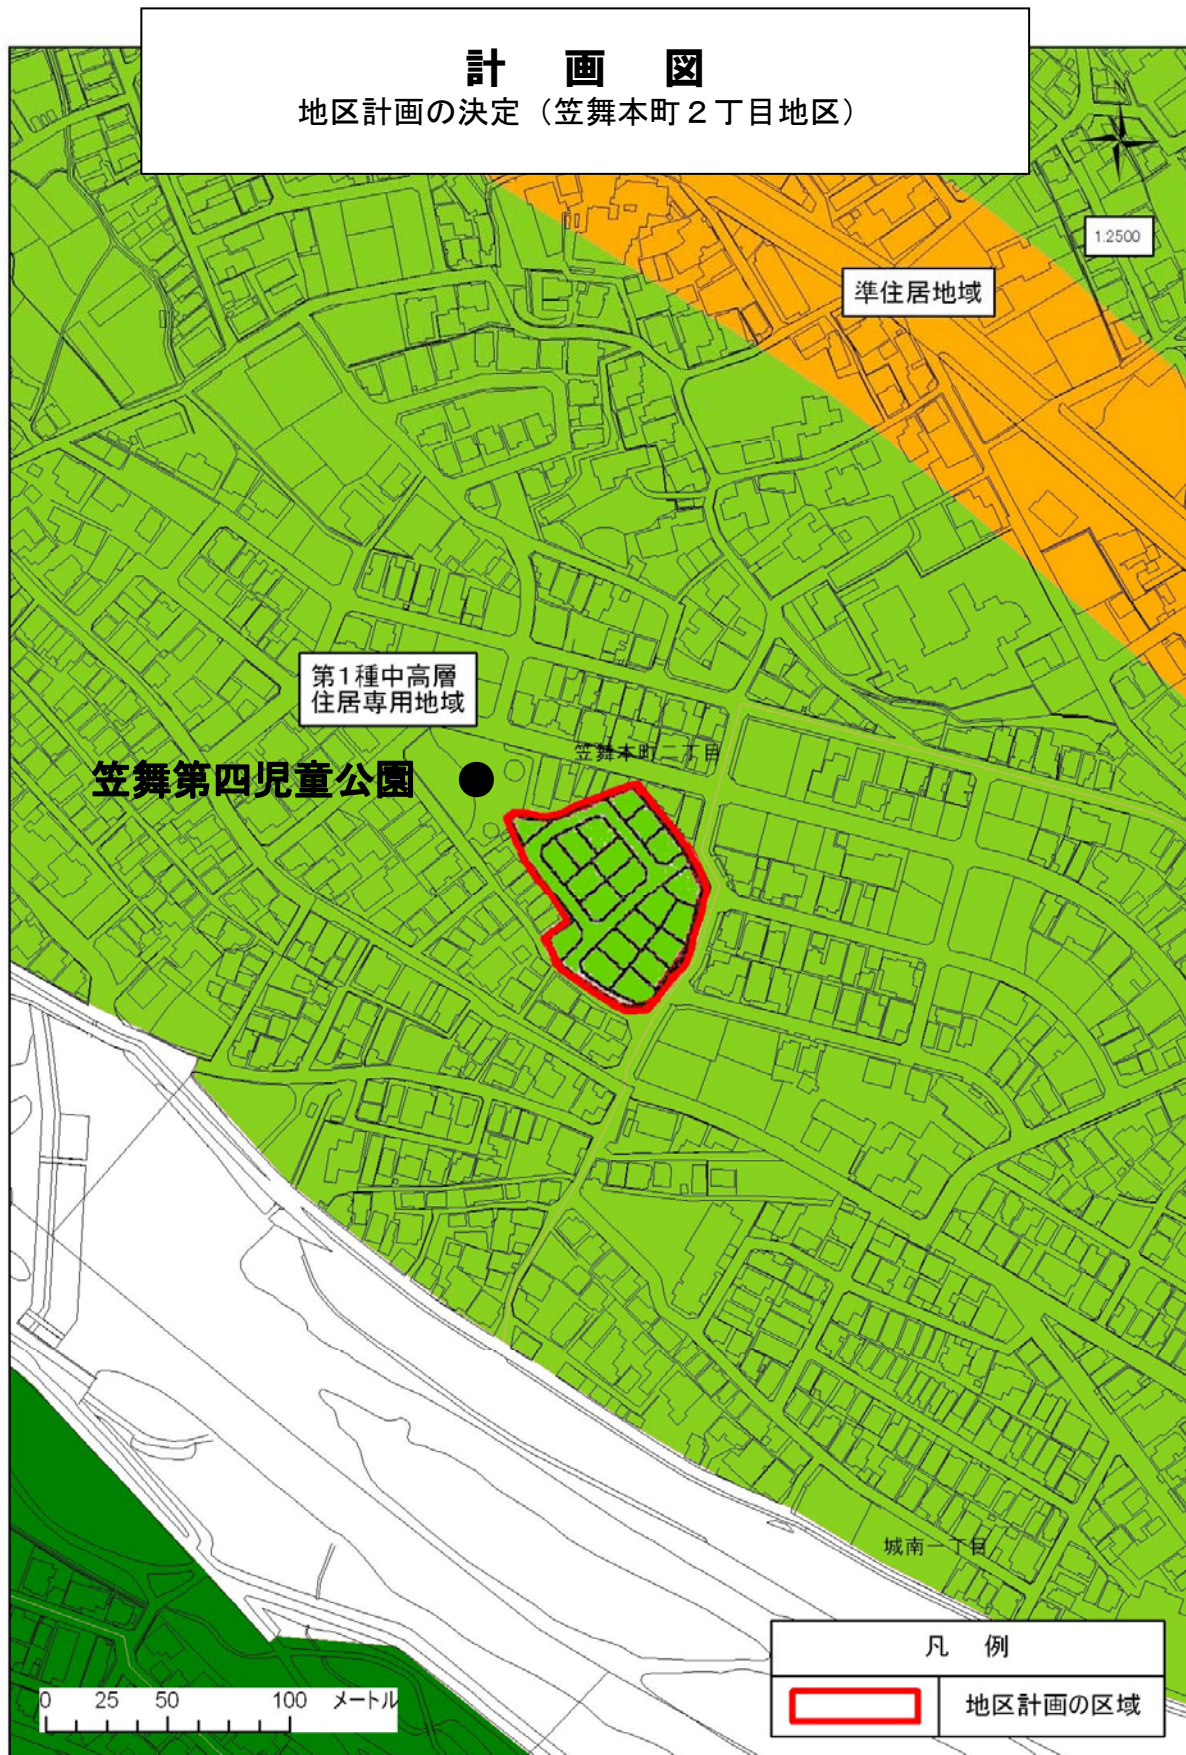 計　画　図
地区計画の決定（笠舞本町２丁目地区）
1:2500
準住居地域
第1種中高層
住居専用地域
笠舞本町二丁目
笠舞第四児童公園　●
城南一丁目
凡　例
地区計画の区域
0 25 50 100 メートル